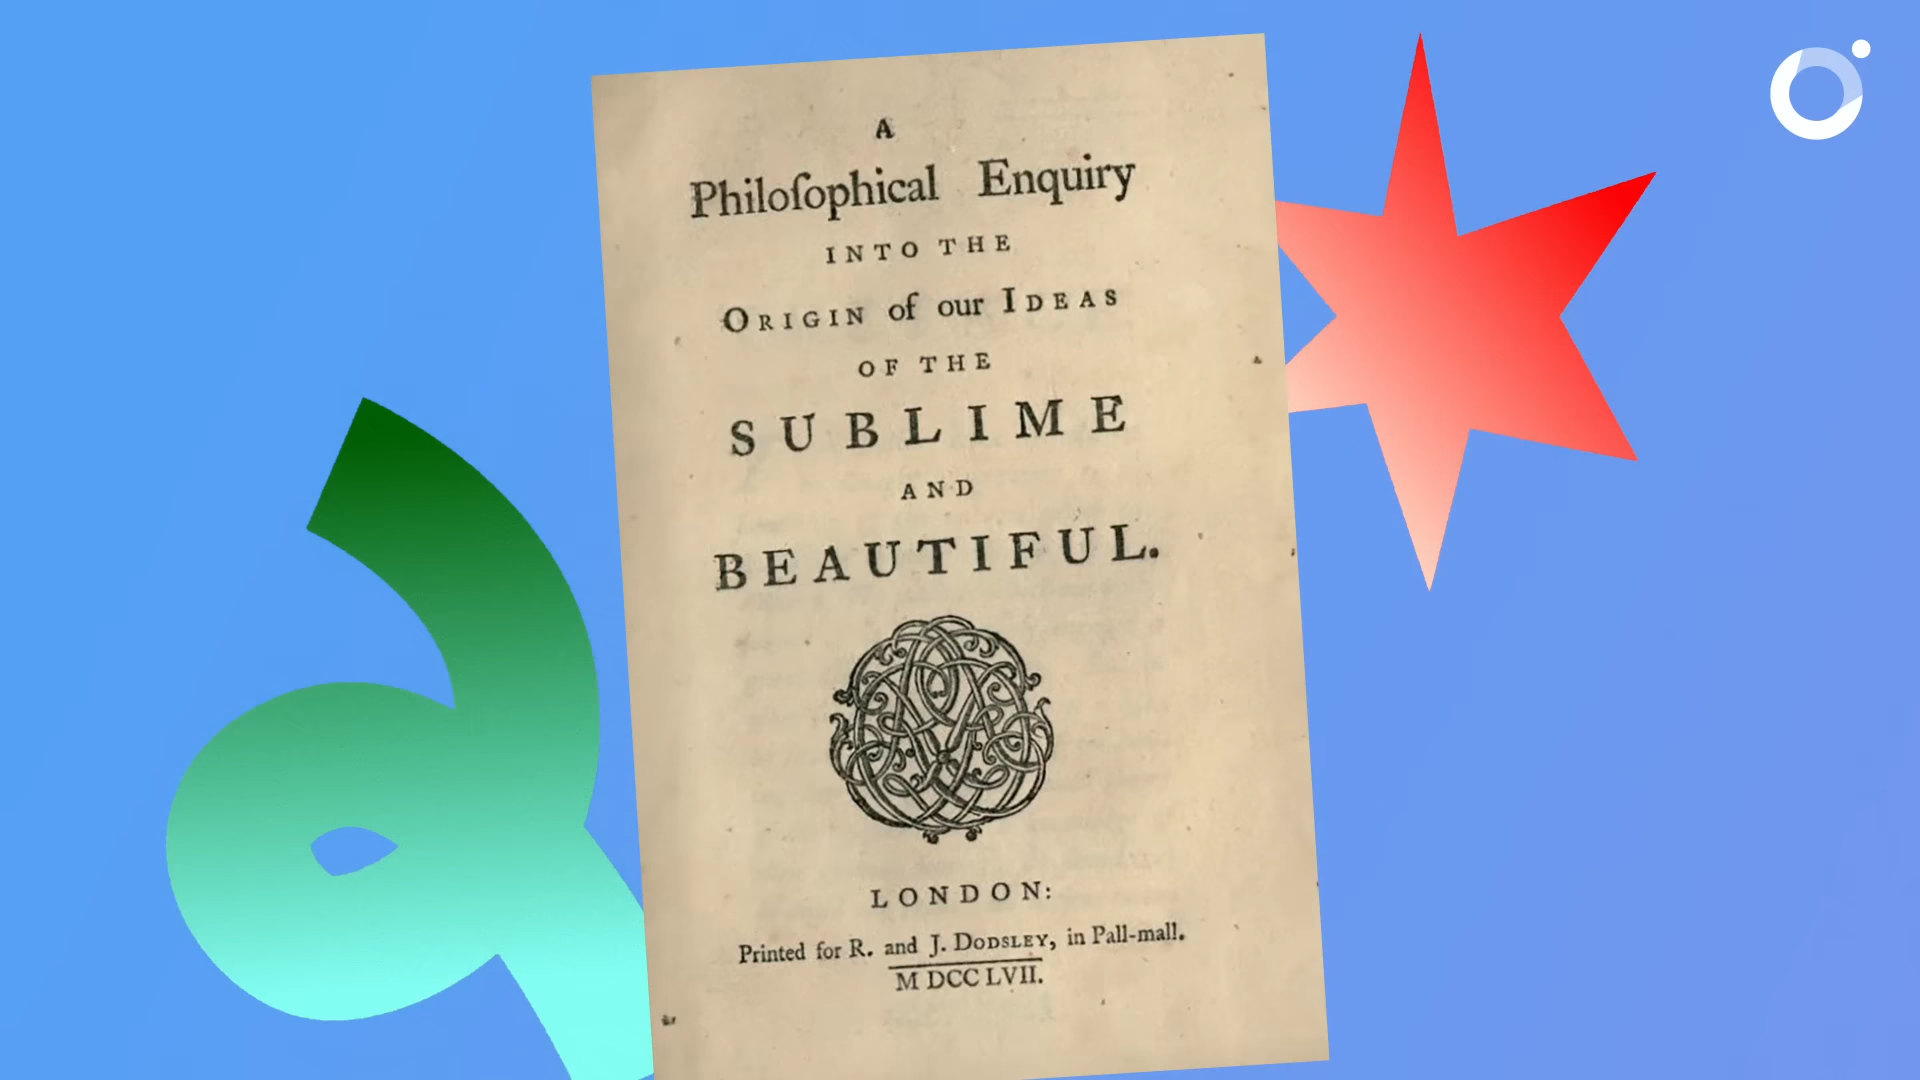 A
Philoſophical Enquiry
INTO THE
ORIGIN of our IDEAS
OF THE
SUBLIME
AND
BEAUTIFUL.
LONDON:
Printed for R. and J. DODSLEY, in Pall-mall.
M DCC LVII.